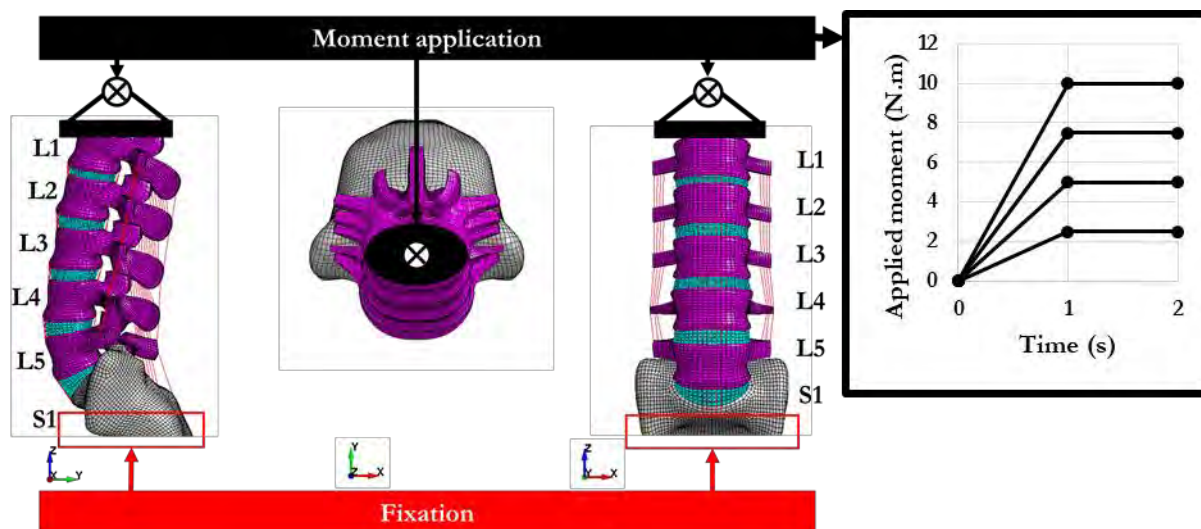 Moment application
L1
L2
L3
L4
L5
S1
Z
X
Y
Y
Z
X
L1
L2
L3
L4
L5
S1
Z
Y
X
Fixation
Applied moment (N.m)
12
10
8
6
4
2
0
0
1
2
Time (s)